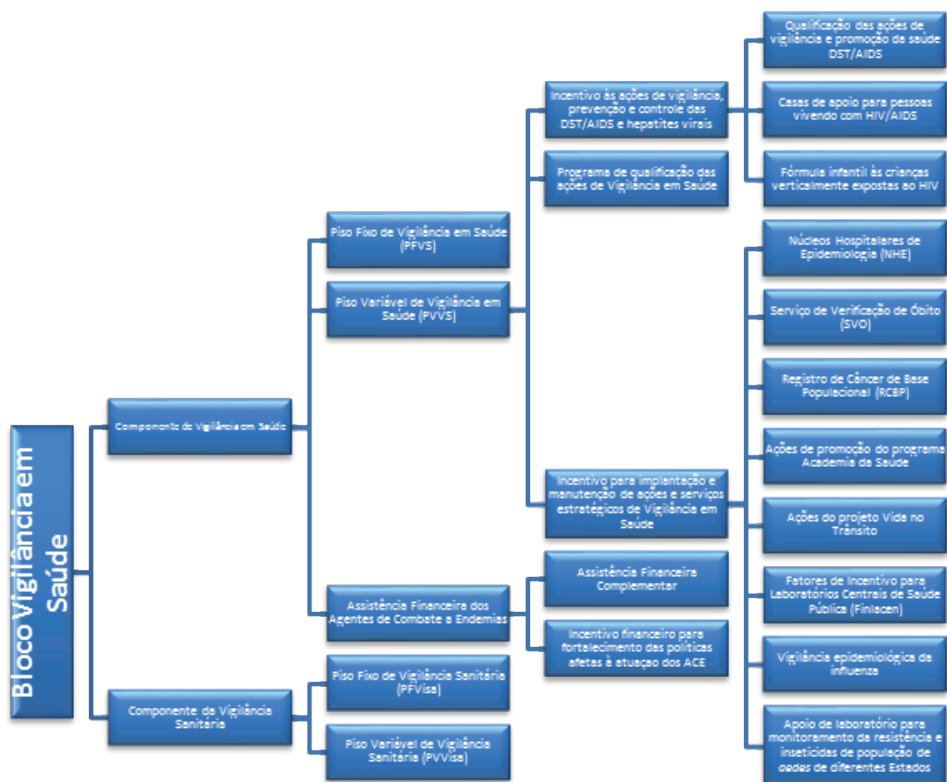 Bloco Vigilância em
Saúde
Componente de Vigilância em Saúde
Componente da Vigilância
Sanitária
Piso Fixo de Vigilância em Saúde
(PFVS)
Piso Variável de Vigilância em
Saúde (PVVS)
Assistência Financeira dos
Agentes de Combate a Endemias
Piso Fixo de Vigilância Sanitária
(PFVisa)
Piso Variável de Vigilância
Sanitária (PVVisa)
Incentivo às ações de vigilância,
prevenção e controle das
DST/AIDS e hepatites virais
Programa de qualificação das
ações de Vigilância em Saúde
Incentivo para implantação e
manutenção de ações e serviços
estratégicos de Vigilância em
Saúde
Assistência Financeira
Complementar
Incentivo financeiro para
fortalecimento das políticas
afetas à atuaçao dos ACE
Qualificação das ações de
vigilância e promoção da saúde
DST/AIDS
Casas de apoio para pessoas
vivendo com HIV/AIDS
Fórmula infantil às crianças
verticalmente expostas ao HIV
Núcleos Hospitalares de
Epidemiologia (NHE)
Serviço de Verificação de Óbito
(SVO)
Registro de Câncer de Base
Populacional (RCBP)
Ações de promoção do programa
Academia da Saude
Ações do projeto Vida no
Trânsito
Fatores de Incentivo para
Laboratórios Centrais de Saúde
Pública (Finlacen)
Vigilância epidemiológica da
influenza
Apoio de laboratório para
monitoramento da resistência e
inseticidas de população de
aedes de diferentes Estados